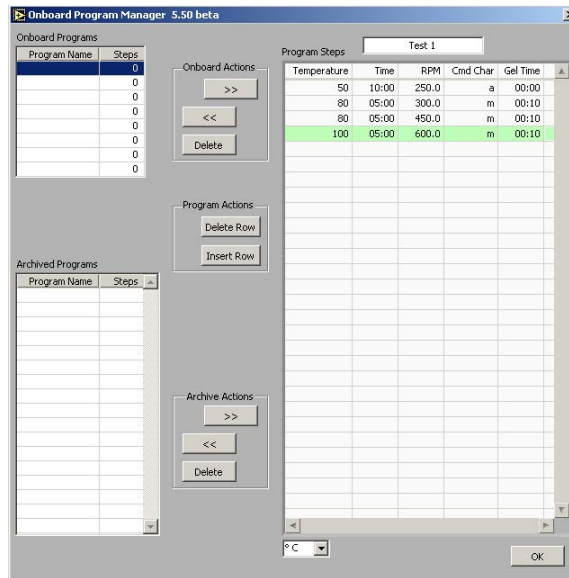 Onboard Program Manager 5.50 beta
Onboard Programs
Program Name Steps
0
0
0
0
0
0
0
0
Onboard Actions
>>
<<
Delete
Program Actions
Delete Row
Insert Row
Archived Programs
Program Name Steps
Archive Actions
>>
<<
Delete
Program Steps Test 1
Temperature Time RPM Cmd Char Gel Time
50 10:00 250.0 a 00:00
80 05:00 300.0 m 00:10
80 05:00 450.0 m 00:10
100 05:00 600.0 m 00:10
° C
OK